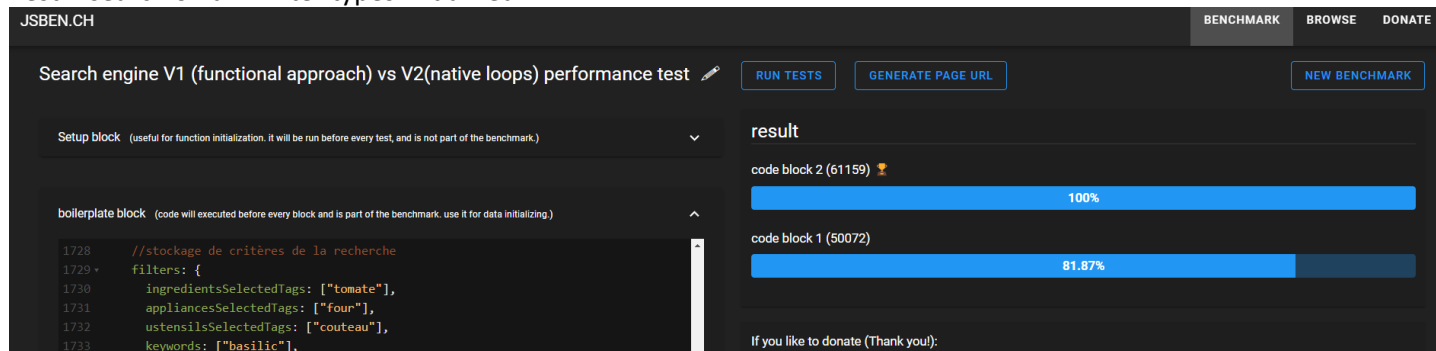 JSBEN.CH
BENCHMARK BROWSE DONATE
Search engine V1 (functional approach) vs V2(native loops) performance test
RUN TESTS GENERATE PAGE URL NEW BENCHMARK
Setup block (useful for function initialization. it will be run before every test, and is not part of the benchmark.)
result
code block 2 (61159)
100%
boilerplate block (code will executed before every block and is part of the benchmark. use it for data initializing.)
code block 1 (50072)
81.87%
1728 //stockage de critères de la recherche
1729 filters: {
1730 ingredientsSelectedTags: ["tomate"],
1731 appliancesSelectedTags: ["four"],
1732 ustensilsSelectedTags: ["couteau"],
1733 keywords: ["basilic"],
If you like to donate (Thank you!):